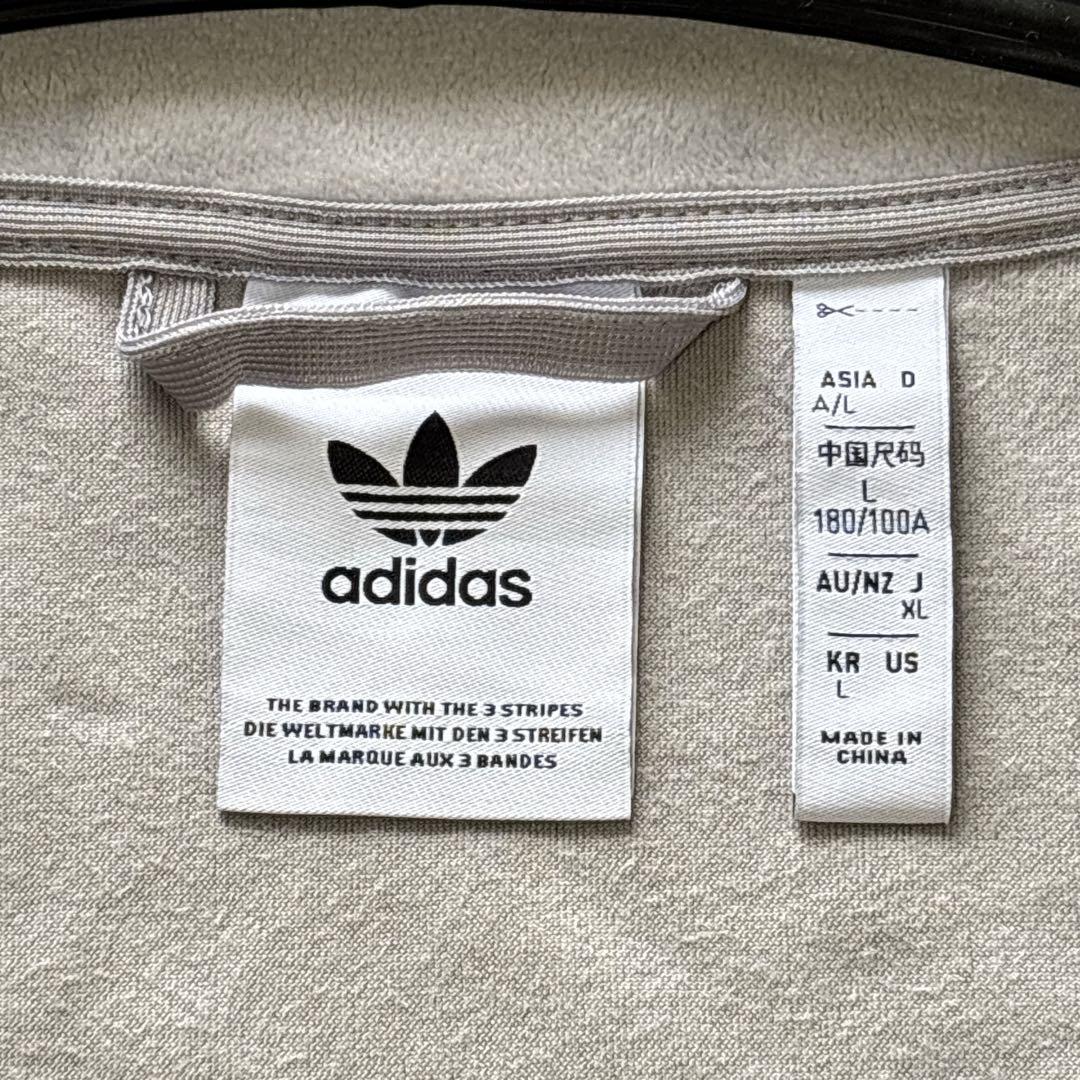 adidas
THE BRAND WITH THE 3 STRIPES
DIE WELTMARKE MIT DEN 3 STREIFEN
LA MARQUE AUX 3 BANDES
ASIA D
A/L
中国尺码
L
180/100A
AU/NZ J
XL
KR US
L
MADE IN
CHINA